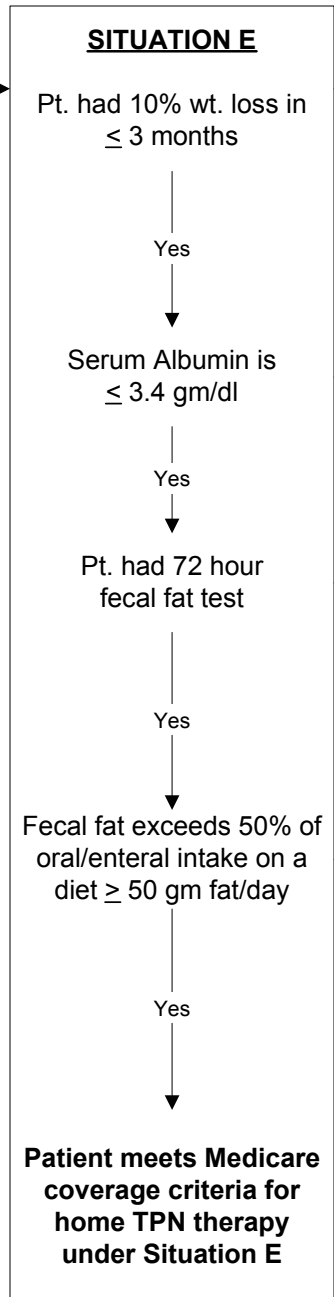 SITUATION E
Pt. had 10% wt. loss in
≤ 3 months
Yes
Serum Albumin is
≤ 3.4 gm/dl
Yes
Pt. had 72 hour
fecal fat test
Yes
Fecal fat exceeds 50% of
oral/enteral intake on a
diet ≥ 50 gm fat/day
Yes
Patient meets Medicare
coverage criteria for
home TPN therapy
under Situation E